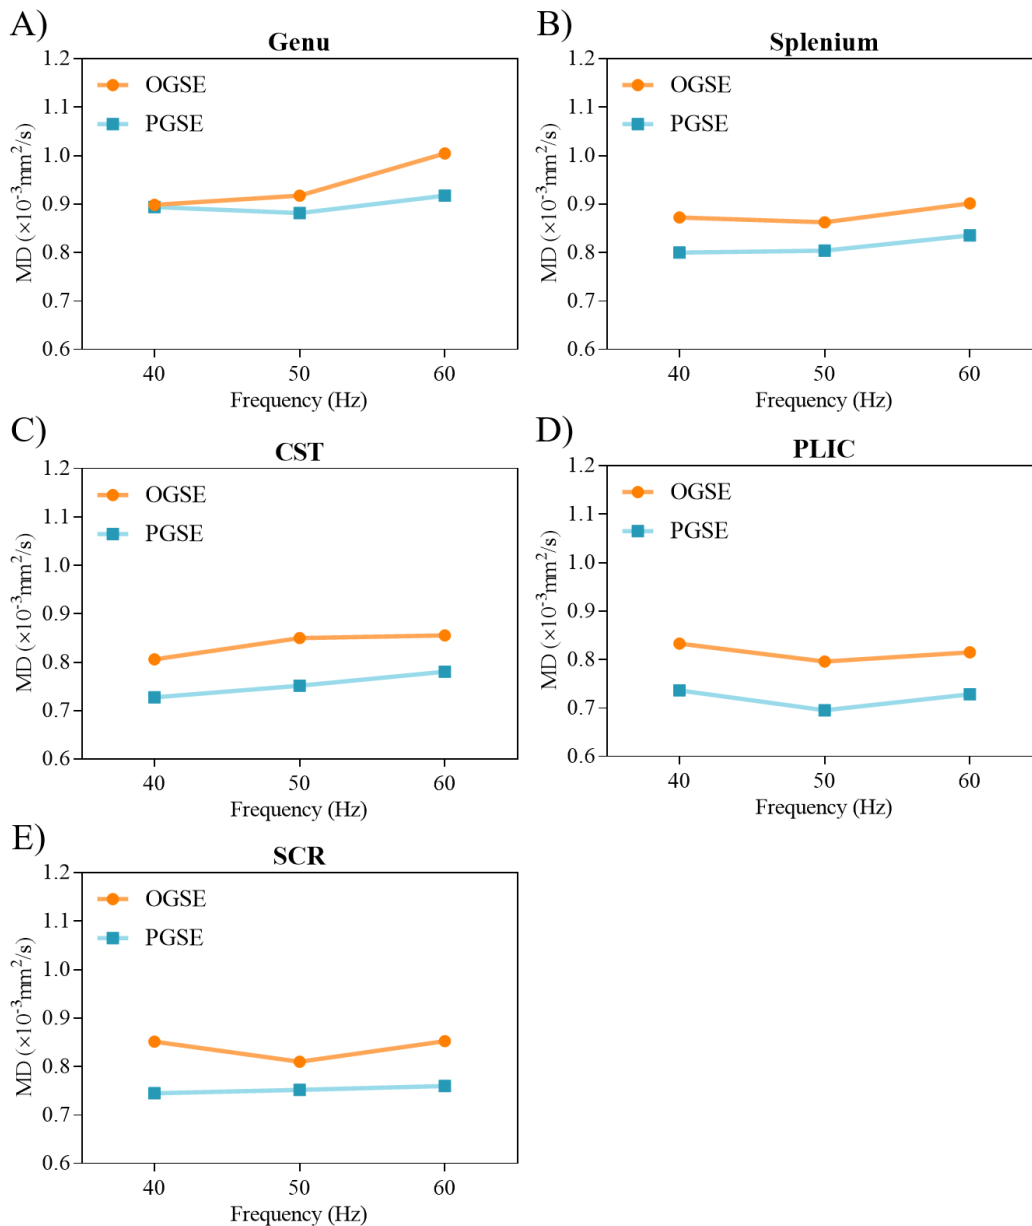 A)
Genu
OGSE
PGSE
MD (×10⁻³mm²/s)
1.2
1.1
1.0
0.9
0.8
0.7
0.6
40 50 60
Frequency (Hz)
B)
Splenium
OGSE
PGSE
MD (×10⁻³mm²/s)
1.2
1.1
1.0
0.9
0.8
0.7
0.6
40 50 60
Frequency (Hz)
C)
CST
OGSE
PGSE
MD (×10⁻³mm²/s)
1.2
1.1
1.0
0.9
0.8
0.7
0.6
40 50 60
Frequency (Hz)
D)
PLIC
OGSE
PGSE
MD (×10⁻³mm²/s)
1.2
1.1
1.0
0.9
0.8
0.7
0.6
40 50 60
Frequency (Hz)
E)
SCR
OGSE
PGSE
MD (×10⁻³mm²/s)
1.2
1.1
1.0
0.9
0.8
0.7
0.6
40 50 60
Frequency (Hz)